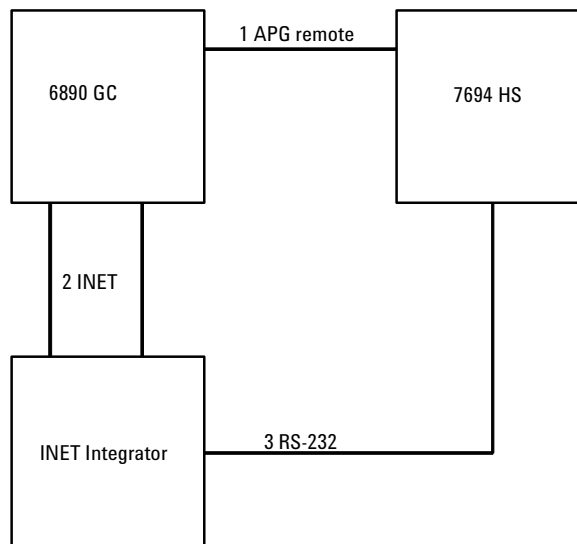 1 APG remote
6890 GC
7694 HS
2 INET
INET Integrator
3 RS-232